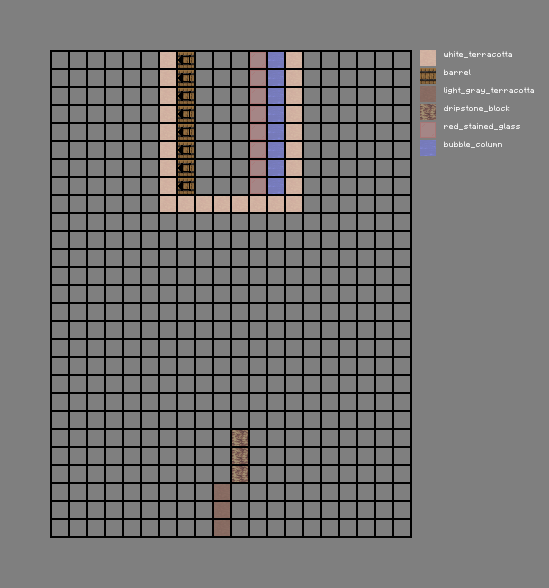 white_terracotta
barrel
light_gray_terracotta
dripstone_block
red_stained_glass
bubble_column